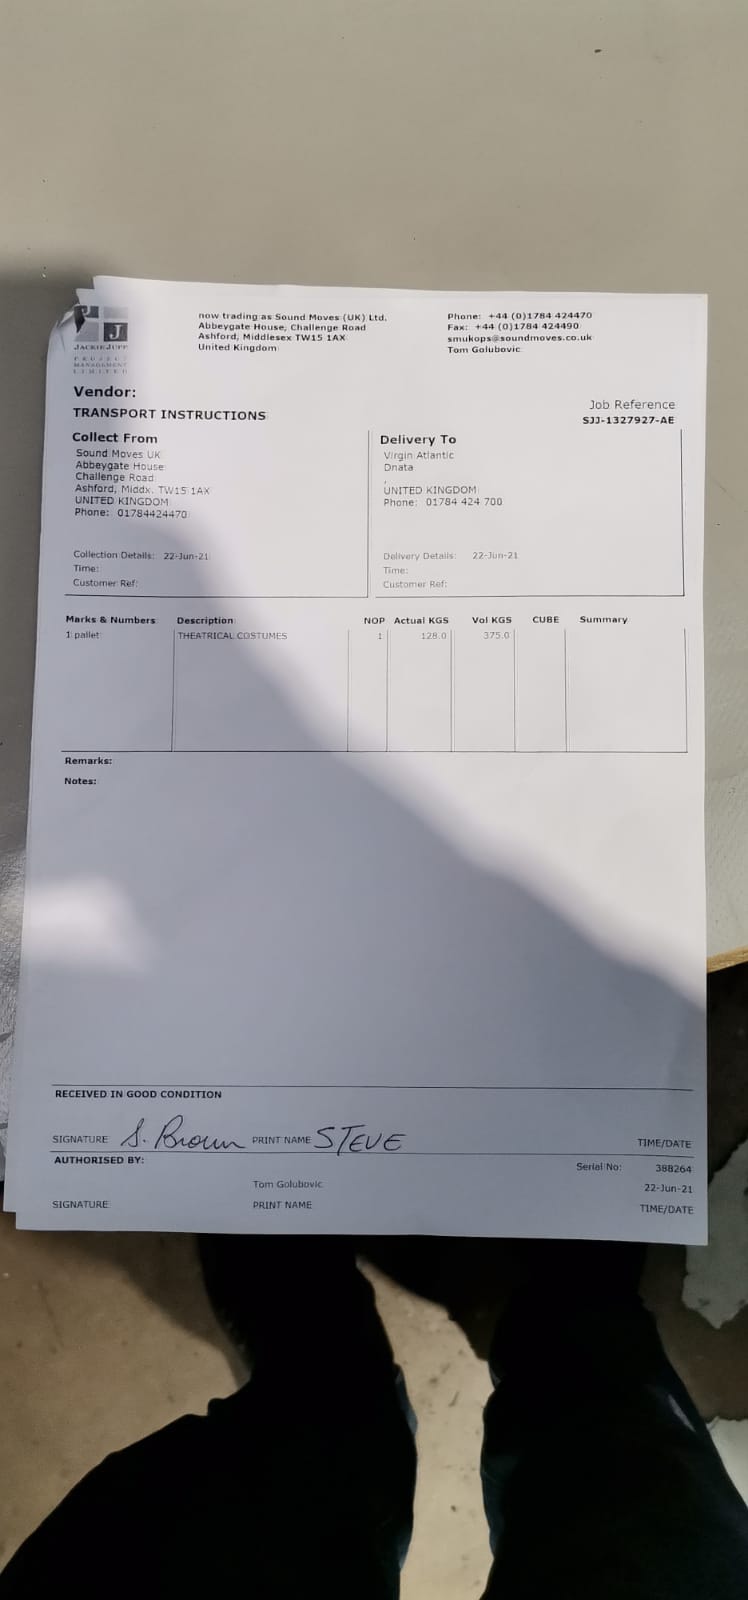 J
JACKIE JUPP
PROJECT
MANAGEMENT
LIMITED
now trading as Sound Moves (UK) Ltd.
Abbeygate House, Challenge Road
Ashford, Middlesex TW15 1AX
United Kingdom
Phone: +44 (0)1784 424470
Fax: +44 (0)1784 424490
smukops@soundmoves.co.uk
Tom Golubovic
Vendor:
TRANSPORT INSTRUCTIONS
Job Reference
SJJ-1327927-AE
Collect From
Sound Moves UK
Abbeygate House
Challenge Road
Ashford, Middx. TW15 1AX
UNITED KINGDOM
Phone: 01784424470
Collection Details: 22-Jun-21
Time:
Customer Ref:
Delivery To
Virgin Atlantic
Dnata
,
UNITED KINGDOM
Phone: 01784 424 700
Delivery Details: 22-Jun-21
Time:
Customer Ref:
Marks & Numbers Description NOP Actual KGS Vol KGS CUBE Summary
1 pallet THEATRICAL COSTUMES 1 128.0 375.0
Remarks:
Notes:
RECEIVED IN GOOD CONDITION
SIGNATURE S. Brown PRINT NAME STEVE TIME/DATE
AUTHORISED BY:
Serial No: 388264
Tom Golubovic 22-Jun-21
SIGNATURE PRINT NAME TIME/DATE